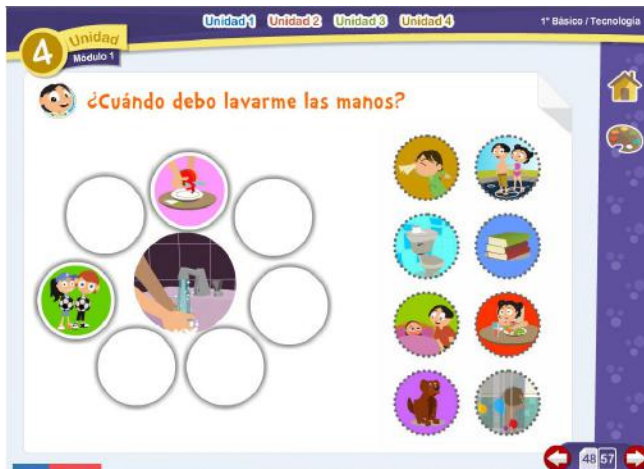 Unidad 1 Unidad 2 Unidad 3 Unidad 4
1° Básico / Tecnología
4
Unidad
Módulo 1
¿Cuándo debo lavarme las manos?
48 57